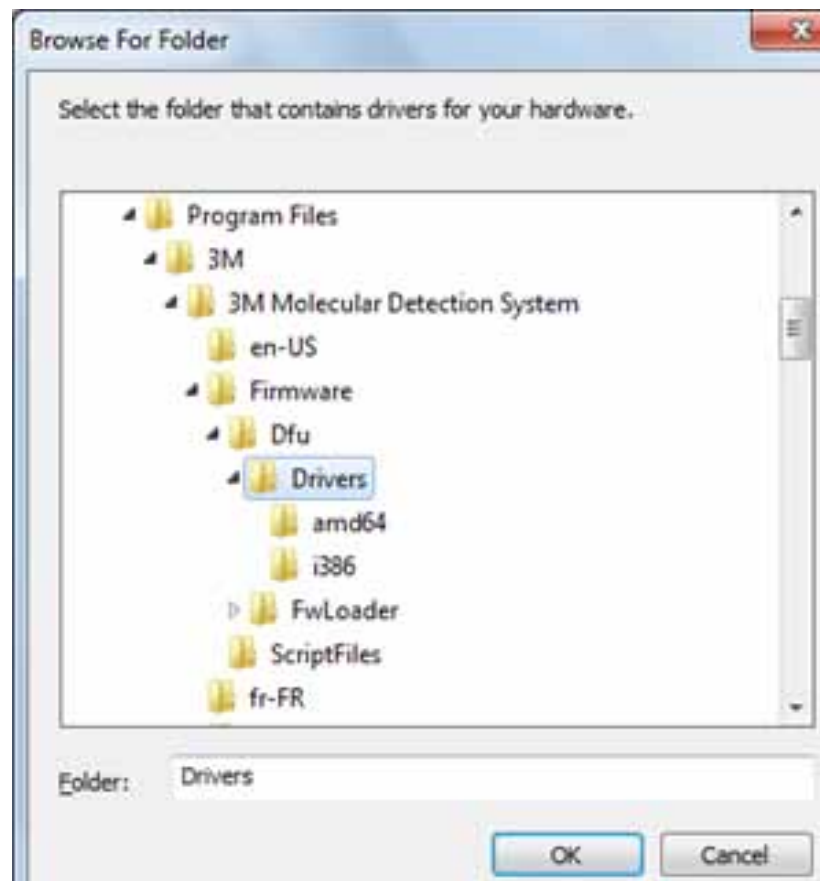 Browse For Folder
Select the folder that contains drivers for your hardware.
Program Files
3M
3M Molecular Detection System
en-US
Firmware
Dfu
Drivers
amd64
i386
FwLoader
ScriptFiles
fr-FR
Folder: Drivers
OK Cancel